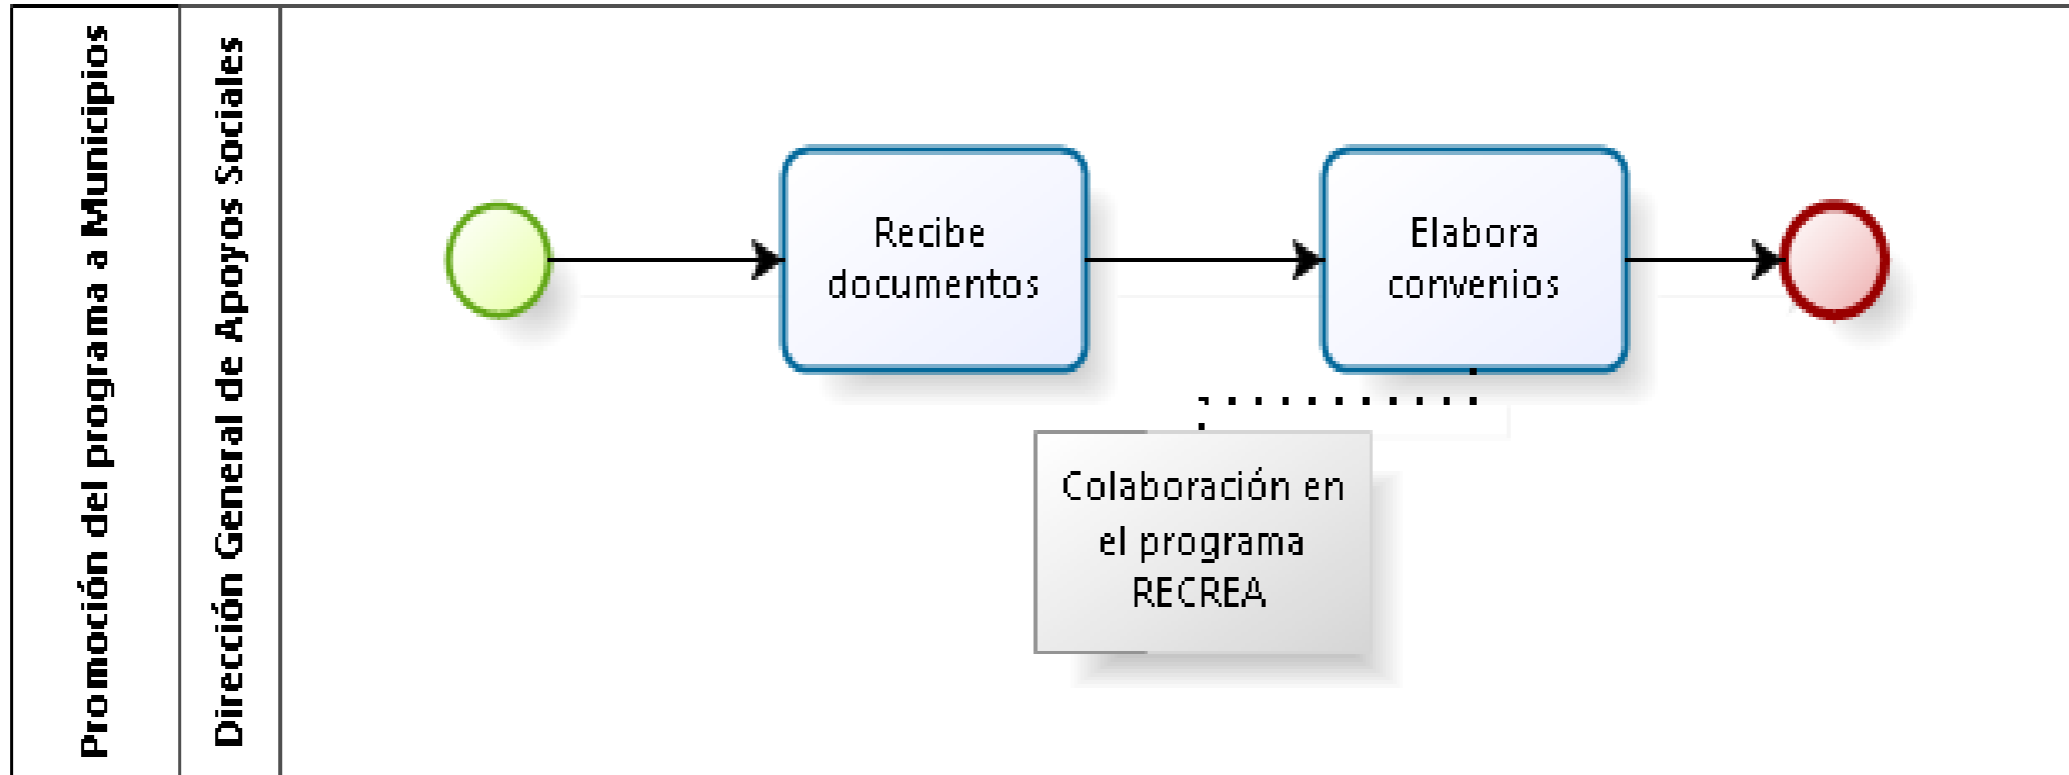 Promoción del programa a Municipios
Dirección General de Apoyos Sociales
Recibe
documentos
Elabora
convenios
Colaboración en
el programa
RECREA